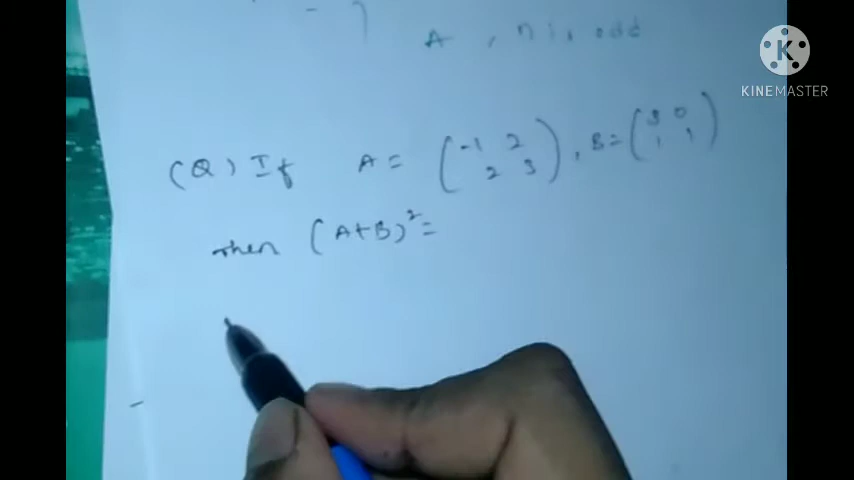 A , n is odd
(Q) If A = (-1 2 2 3), B = (3 0 1 1)
then (A+B)²=
K
KINEMASTER